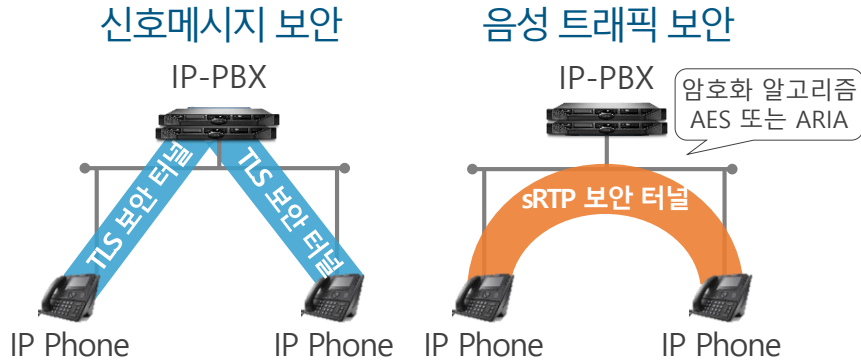 신호메시지 보안
음성 트래픽 보안
IP-PBX
IP-PBX
암호화 알고리즘
AES 또는 ARIA
TLS 보안 터널
TLS 보안 터널
sRTP 보안 터널
IP Phone
IP Phone
IP Phone
IP Phone